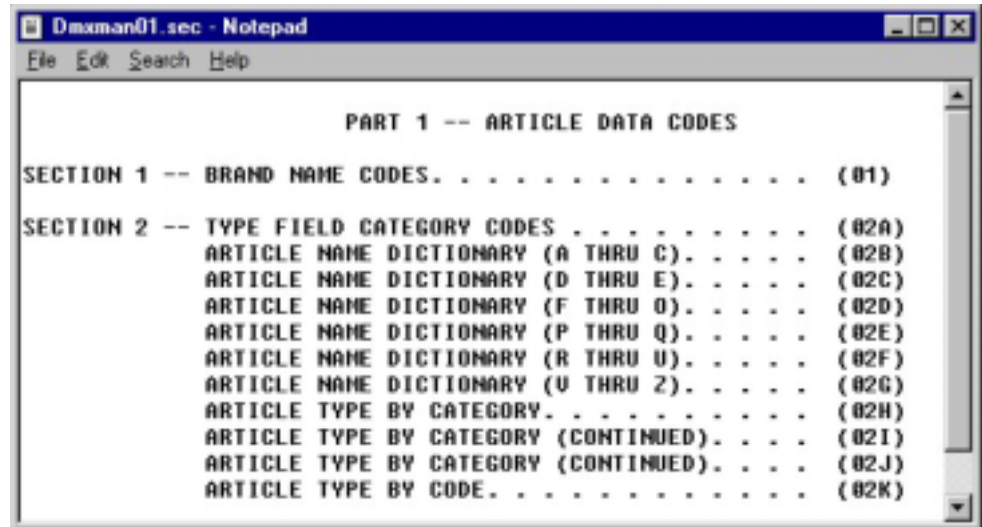 Dmxman01.sec - Notepad
File Edit Search Help
PART 1 -- ARTICLE DATA CODES
SECTION 1 -- BRAND NAME CODES. . . . . . . . . . . . . . (01)
SECTION 2 -- TYPE FIELD CATEGORY CODES . . . . . . . . . (02A)
ARTICLE NAME DICTIONARY (A THRU C). . . . . (02B)
ARTICLE NAME DICTIONARY (D THRU E). . . . . (02C)
ARTICLE NAME DICTIONARY (F THRU O). . . . . (02D)
ARTICLE NAME DICTIONARY (P THRU Q). . . . . (02E)
ARTICLE NAME DICTIONARY (R THRU U). . . . . (02F)
ARTICLE NAME DICTIONARY (V THRU Z). . . . . (02G)
ARTICLE TYPE BY CATEGORY. . . . . . . . . . (02H)
ARTICLE TYPE BY CATEGORY (CONTINUED). . . . (02I)
ARTICLE TYPE BY CATEGORY (CONTINUED). . . . (02J)
ARTICLE TYPE BY CODE. . . . . . . . . . . . (02K)